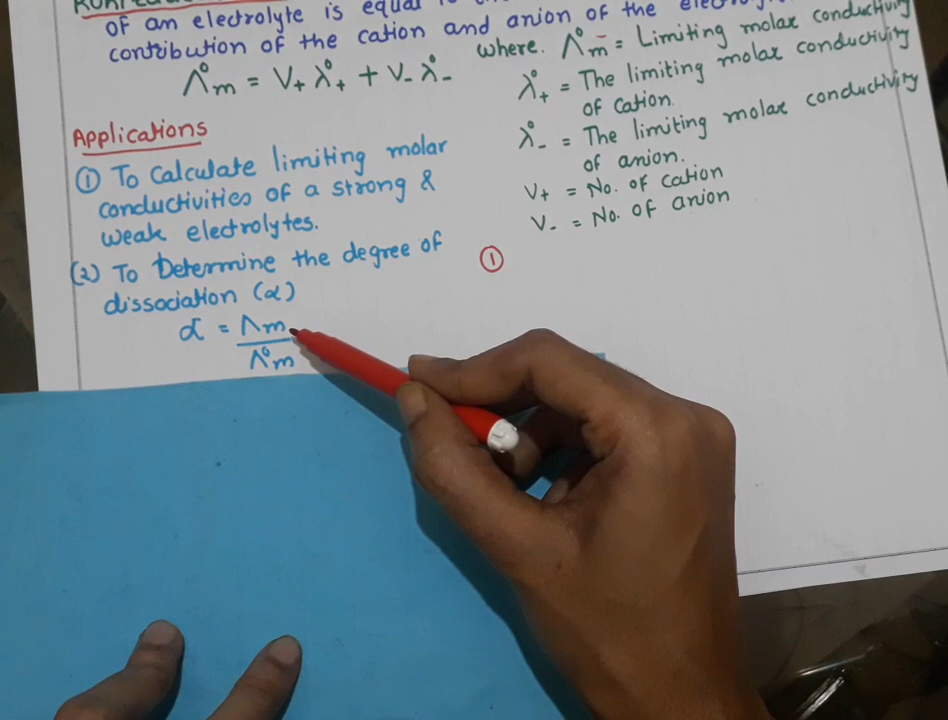 of an electrolyte is equal
contribution of the cation and anion of the
Λ°m = V+ λ°+ + V- λ°-
where. Λ°m = Limiting molar conductivity
λ°+ = The limiting molar conductivity
of cation.
λ°- = The limiting molar conductivity
of anion.
V+ = No. of cation
V- = No. of anion
Applications
① To Calculate limiting molar
conductivities of a strong &
weak electrolytes.
(2) To Determine the degree of
dissociation (α)
α = Λm / Λ°m
①